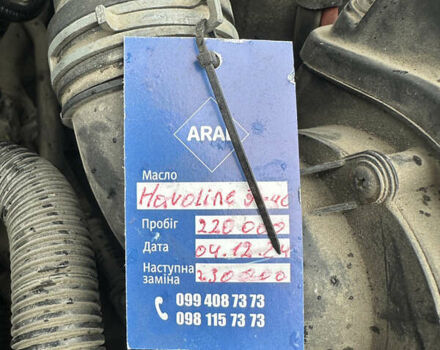 ARAL
Масло
Havoline
Пробіг 220 000
Дата 04.12.24
Наступна 230 000
заміна
099 408 73 73
098 115 73 73